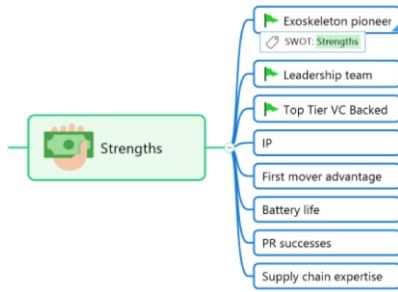 Strengths
Exoskeleton pioneer
SWOT: Strengths
Leadership team
Top Tier VC Backed
IP
First mover advantage
Battery life
PR successes
Supply chain expertise